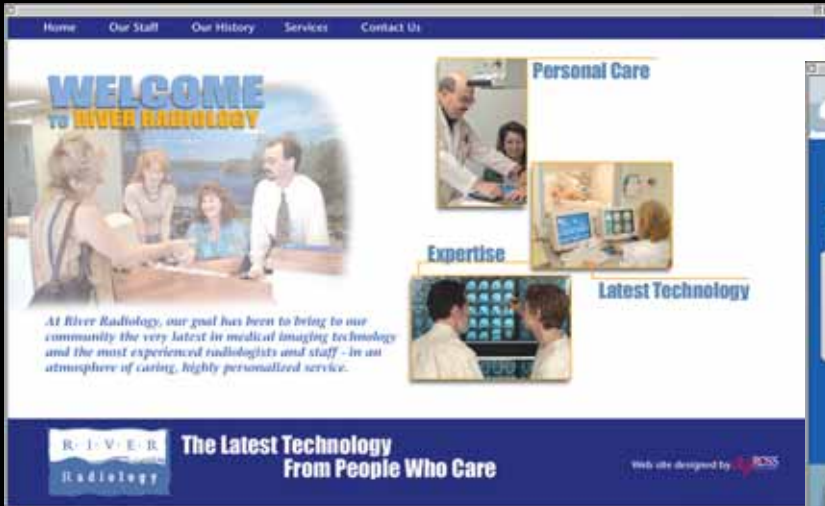 Home Our Staff Our History Services Contact Us
WELCOME
TO RIVER RADIOLOGY
Personal Care
Expertise
Latest Technology
At River Radiology, our goal has been to bring to our
community the very latest in medical imaging technology
and the most experienced radiologists and staff - in an
atmosphere of caring, highly personalized service.
R·I·V·E·R
Radiology
The Latest Technology
From People Who Care
Web site designed by ROSS